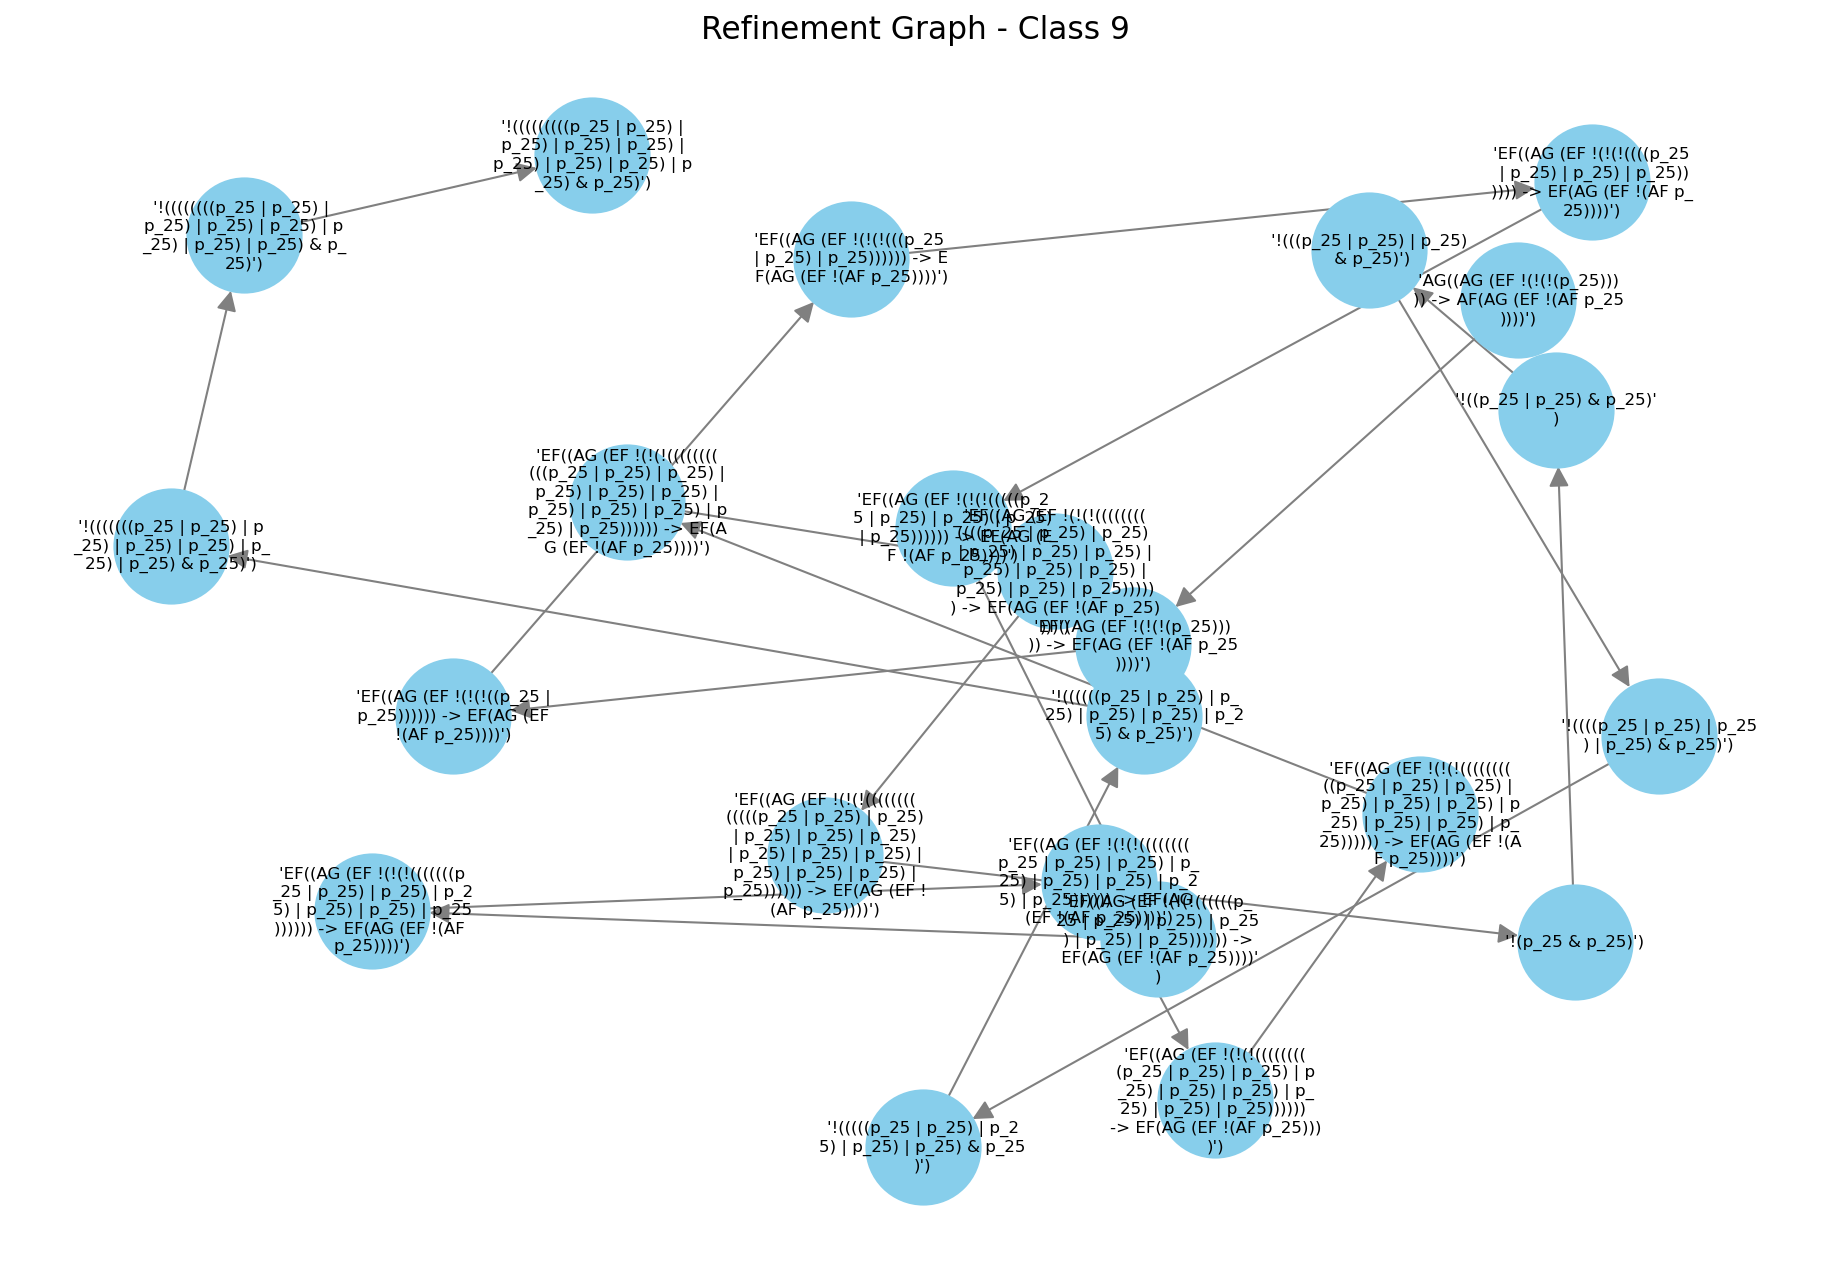 Refinement Graph - Class 9
'!(((((((((p_25 | p_25) |
p_25) | p_25) | p_25) |
p_25) | p_25) | p_25) | p
_25) & p_25)')
'!((((((((p_25 | p_25) |
p_25) | p_25) | p_25) | p
_25) | p_25) | p_25) & p_
25)')
'EF((AG (EF !(!(!((((p_25
| p_25) | p_25) | p_25))
)))) -> EF(AG (EF !(AF p_
25))))')
'EF((AG (EF !(!(!(((p_25
| p_25) | p_25)))))) -> E
F(AG (EF !(AF p_25))))')
'!(((p_25 | p_25) | p_25)
& p_25)')
'AG((AG (EF !(!(!(p_25)))
)) -> AF(AG (EF !(AF p_25
))))')
'!((p_25 | p_25) & p_25)'
)
'EF((AG (EF !(!(!((((((((
(((p_25 | p_25) | p_25) |
p_25) | p_25) | p_25) |
p_25) | p_25) | p_25) | p
_25) | p_25)))))) -> EF(A
G (EF !(AF p_25))))')
'EF((AG (EF !(!(!(((((p_2
5 | p_25) | p_25) | p_25)
| p_25)))))) -> EF(AG (E
F !(AF p_25))))')
'EF((AG (EF !(!(!((((((((
| p_25) | p_25) | p_25) |
p_25) | p_25) | p_25) |
p_25) | p_25) | p_25)))))
) -> EF(AG (EF !(AF p_25)
'!(((((((p_25 | p_25) | p
_25) | p_25) | p_25) | p_
25) | p_25) & p_25)')
'EF((AG (EF !(!(!(p_25)))
)) -> EF(AG (EF !(AF p_25
))))')
'EF((AG (EF !(!(!((p_25 |
p_25)))))) -> EF(AG (EF
!(AF p_25))))')
'!((((((p_25 | p_25) | p_
25) | p_25) | p_25) | p_2
5) & p_25)')
'!((((p_25 | p_25) | p_25
) | p_25) & p_25)')
'EF((AG (EF !(!(!((((((((
((p_25 | p_25) | p_25) |
p_25) | p_25) | p_25) | p
_25) | p_25) | p_25) | p_
25)))))) -> EF(AG (EF !(A
F p_25))))')
'EF((AG (EF !(!(!((((((((
(((((p_25 | p_25) | p_25)
| p_25) | p_25) | p_25)
| p_25) | p_25) | p_25) |
p_25) | p_25) | p_25) |
p_25)))))) -> EF(AG (EF !
(AF p_25))))')
'EF((AG (EF !(!(!(((((((p
_25 | p_25) | p_25) | p_2
5) | p_25) | p_25) | p_25
)))))) -> EF(AG (EF !(AF
p_25))))')
'EF((AG (EF !(!(!((((((((
p_25 | p_25) | p_25) | p_
25) | p_25) | p_25) | p_2
5) | p_25)))))) -> EF(AG
(EF !(AF p_25))))')
'EF((AG (EF !(!(!((((((p_
25 | p_25) | p_25) | p_25
) | p_25) | p_25)))))) ->
EF(AG (EF !(AF p_25))))'
)
'!(p_25 & p_25)')
'EF((AG (EF !(!(!((((((((
(p_25 | p_25) | p_25) | p
_25) | p_25) | p_25) | p_
25) | p_25) | p_25))))))
-> EF(AG (EF !(AF p_25)))
)')
'!(((((p_25 | p_25) | p_2
5) | p_25) | p_25) & p_25
)')